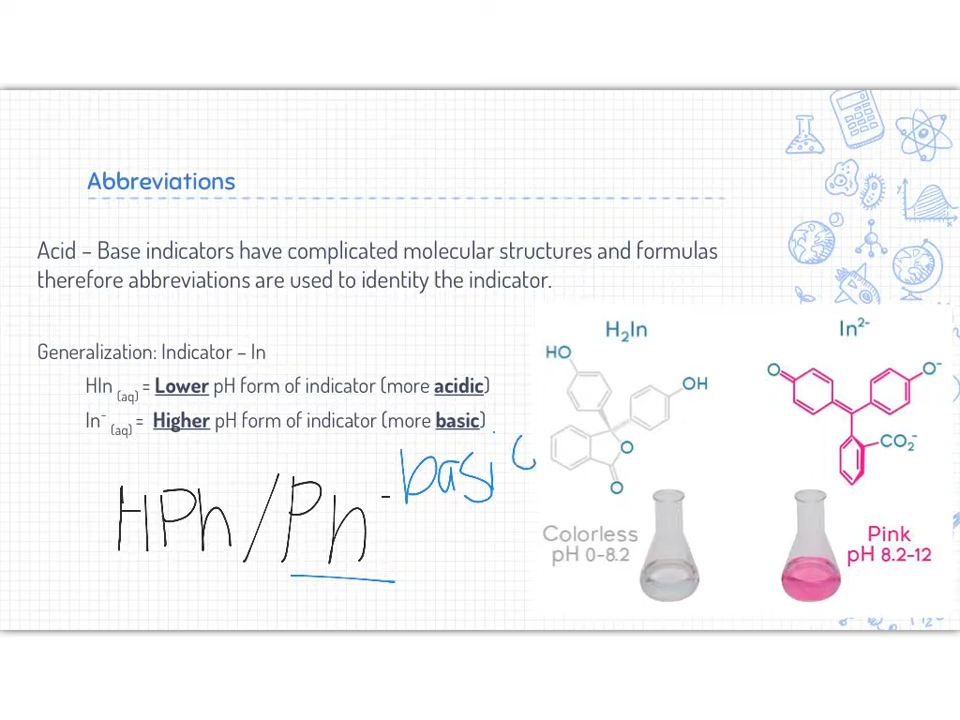 Abbreviations
Acid – Base indicators have complicated molecular structures and formulas
therefore abbreviations are used to identity the indicator.
Generalization: Indicator – In
HIn (aq) = Lower pH form of indicator (more acidic)
In⁻ (aq) = Higher pH form of indicator (more basic)
HPh/Ph⁻ basic
H₂In
HO
OH
O
O
Colorless
pH 0-8.2
In²⁻
O
O⁻
CO₂⁻
Pink
pH 8.2-12